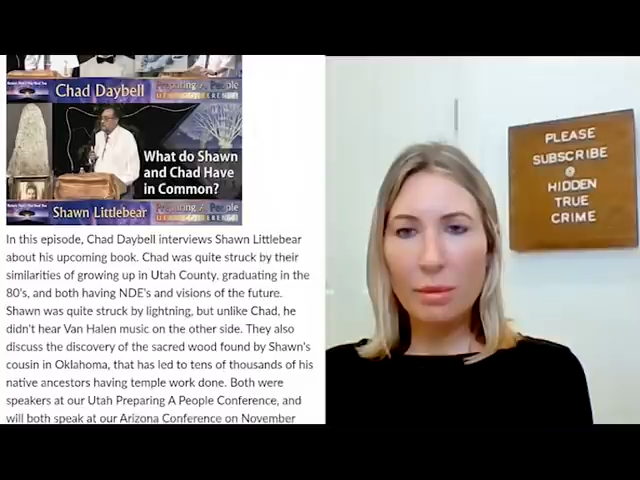 Chad Daybell
Preparing A People
What do Shawn
and Chad Have
in Common?
Shawn Littlebear
Preparing A People
In this episode, Chad Daybell interviews Shawn Littlebear
about his upcoming book. Chad was quite struck by their
similarities of growing up in Utah County, graduating in the
80's, and both having NDE's and visions of the future.
Shawn was quite struck by lightning, but unlike Chad, he
didn't hear Van Halen music on the other side. They also
discuss the discovery of the sacred wood found by Shawn's
cousin in Oklahoma, that has led to tens of thousands of his
native ancestors having temple work done. Both were
speakers at our Utah Preparing A People Conference, and
will both speak at our Arizona Conference on November
PLEASE
SUBSCRIBE
@
HIDDEN
TRUE
CRIME